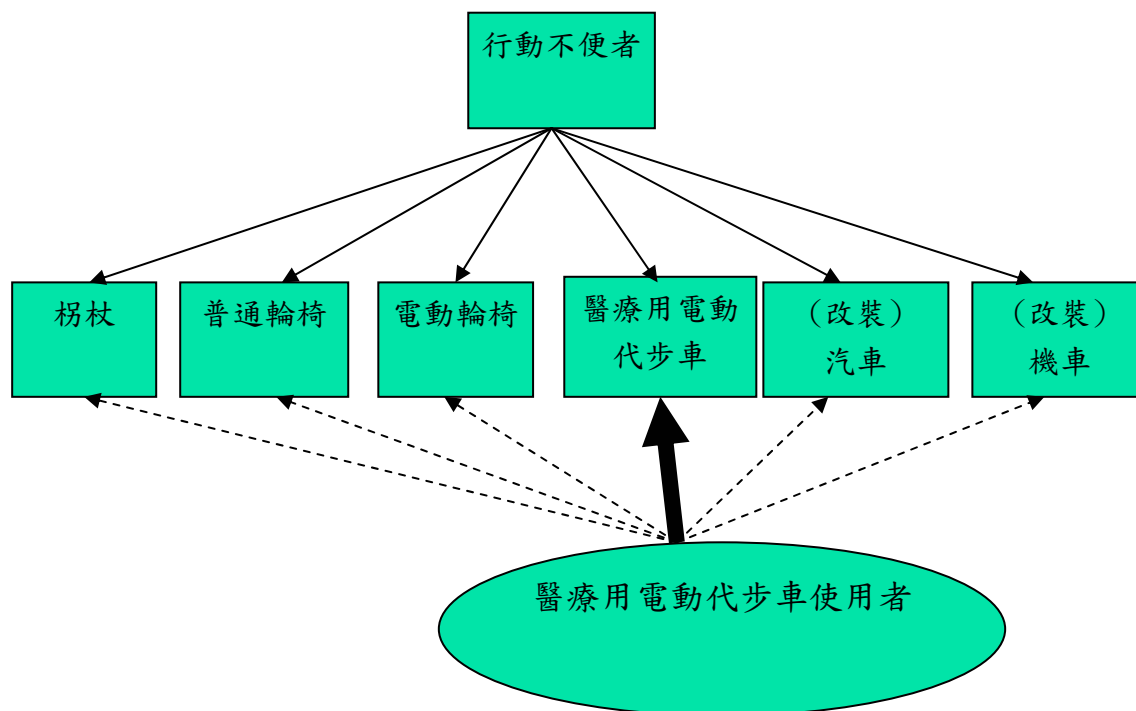 行動不便者
柺杖
普通輪椅
電動輪椅
醫療用電動
代步車
（改裝）
汽車
（改裝）
機車
醫療用電動代步車使用者